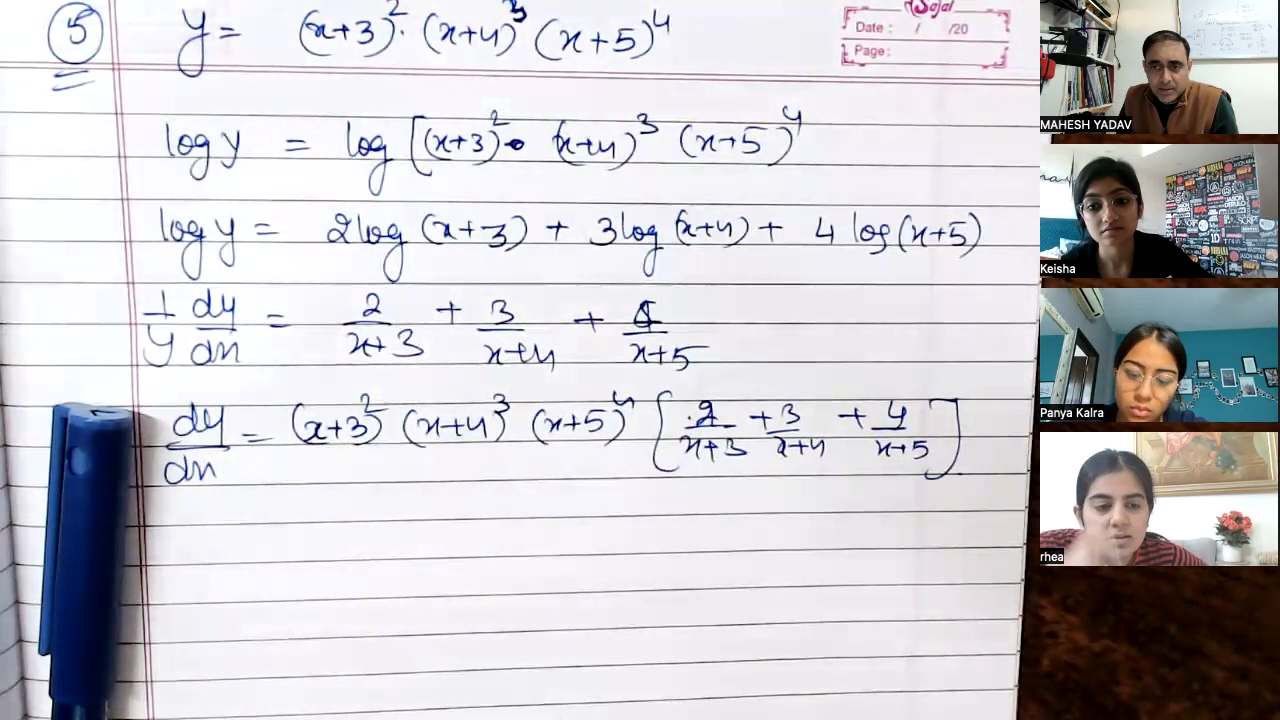 5 y = (x+3)². (x+4)³ (x+5)⁴
Sajal
Date : / /20
Page:
log y = log [(x+3)². (x+4)³ (x+5)⁴
log y = 2log (x+3) + 3log (x+4) + 4 log (x+5)
1/y dy/dx = 2/x+3 + 3/x+4 + 4/x+5
dy/dx = (x+3)² (x+4)³ (x+5)⁴ [2/x+3 + 3/x+4 + 4/x+5]
MAHESH YADAV
Keisha
Panya Kalra
rhea